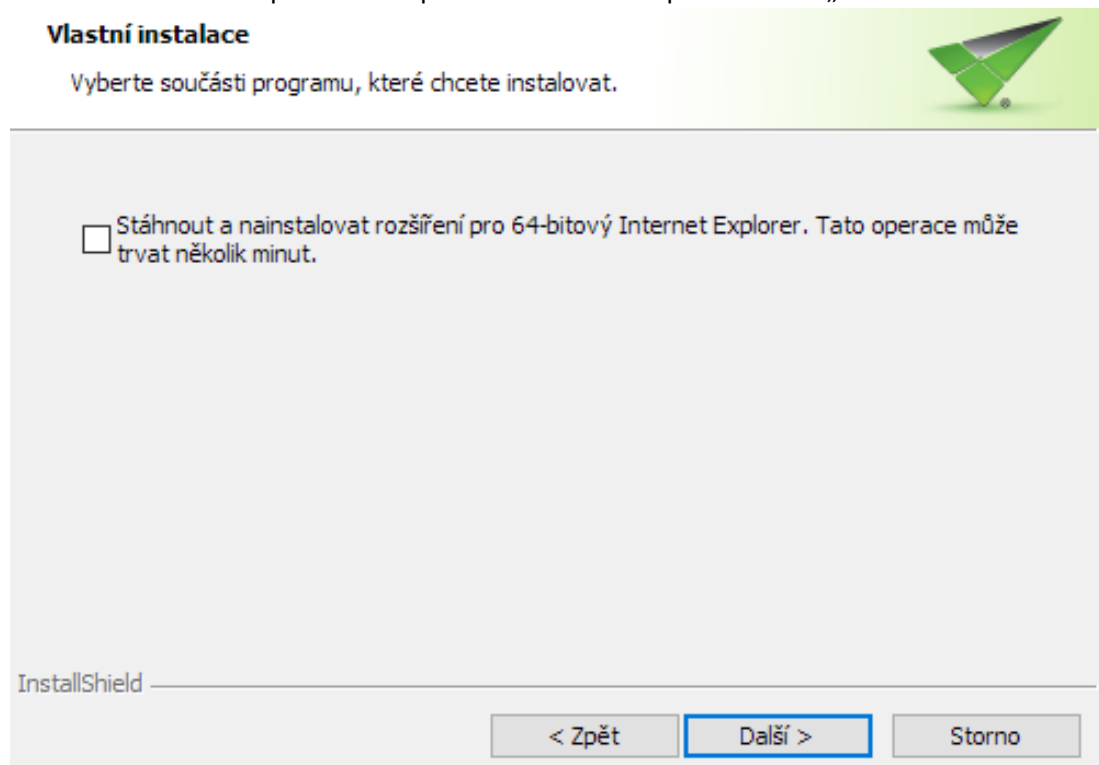 Vlastní instalace
Vyberte součásti programu, které chcete instalovat.
Stáhnout a nainstalovat rozšíření pro 64-bitový Internet Explorer. Tato operace může
trvat několik minut.
InstallShield
< Zpět
Další >
Storno